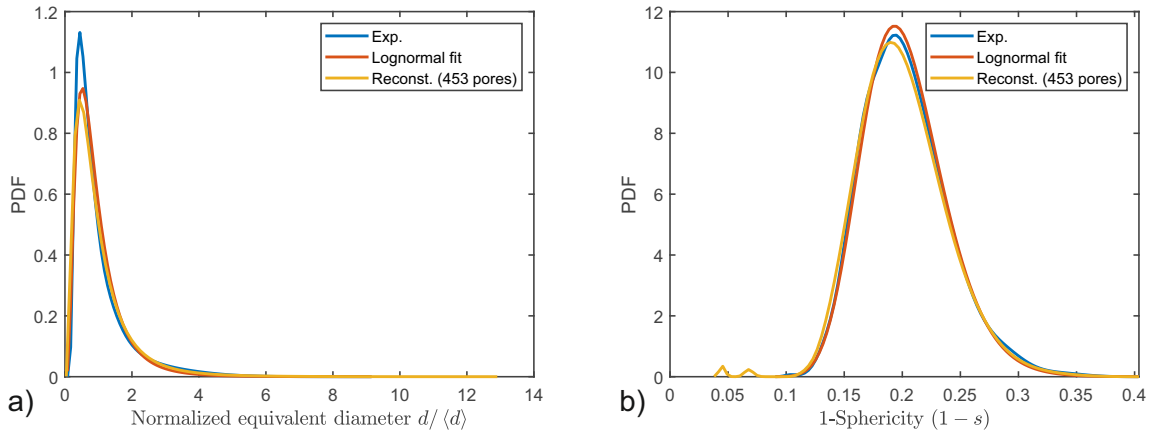 1.2
1
0.8
0.6
0.4
0.2
0
PDF
Exp.
Lognormal fit
Reconst. (453 pores)
0 2 4 6 8 10 12 14
a) Normalized equivalent diameter d/ ⟨d⟩
12
10
8
6
4
2
0
PDF
Exp.
Lognormal fit
Reconst. (453 pores)
0 0.05 0.1 0.15 0.2 0.25 0.3 0.35 0.4
b) 1-Sphericity (1 − s)